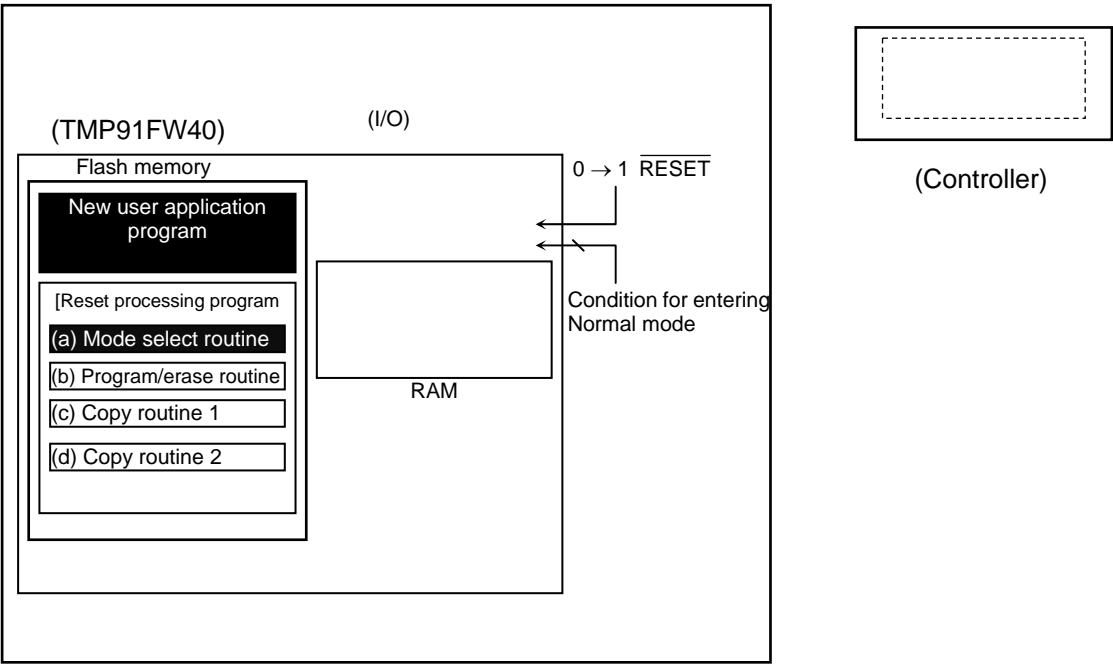 (TMP91FW40)
(I/O)
Flash memory
New user application
program
[Reset processing program
(a) Mode select routine
(b) Program/erase routine
(c) Copy routine 1
(d) Copy routine 2
RAM
0 → 1 RESET
Condition for entering
Normal mode
(Controller)